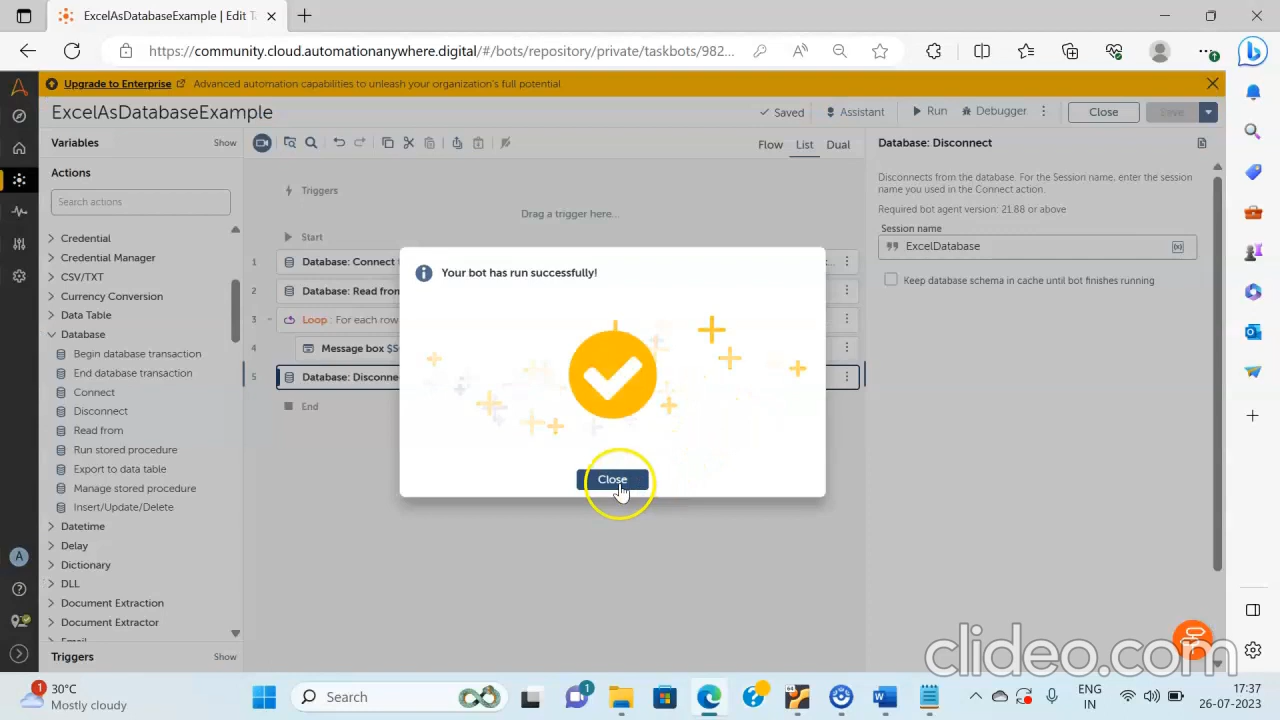 ExcelAsDatabaseExample | Edit Ta
https://community.cloud.automationanywhere.digital/#/bots/repository/private/taskbots/982...
Upgrade to Enterprise Advanced automation capabilities to unleash your organization's full potential
ExcelAsDatabaseExample
Saved
Assistant
Run
Debugger
Close
Save
Variables
Show
Flow
List
Dual
Database: Disconnect
Actions
Search actions
Credential
Credential Manager
CSV/TXT
Currency Conversion
Data Table
Database
Begin database transaction
End database transaction
Connect
Disconnect
Read from
Run stored procedure
Export to data table
Manage stored procedure
Insert/Update/Delete
Datetime
Delay
Dictionary
DLL
Document Extraction
Document Extractor
Email
Triggers
Show
Triggers
Drag a trigger here...
Start
1 Database: Connect
2 Database: Read from
3 Loop : For each row
4 Message box
5 Database: Disconne
End
Your bot has run successfully!
Close
Disconnects from the database. For the Session name, enter the session
name you used in the Connect action.
Required bot agent version: 21.88 or above
Session name
ExcelDatabase
Keep database schema in cache until bot finishes running
clideo.com
A
1
30°C
Mostly cloudy
Search
1
ENG
IN
17:37
26-07-2023